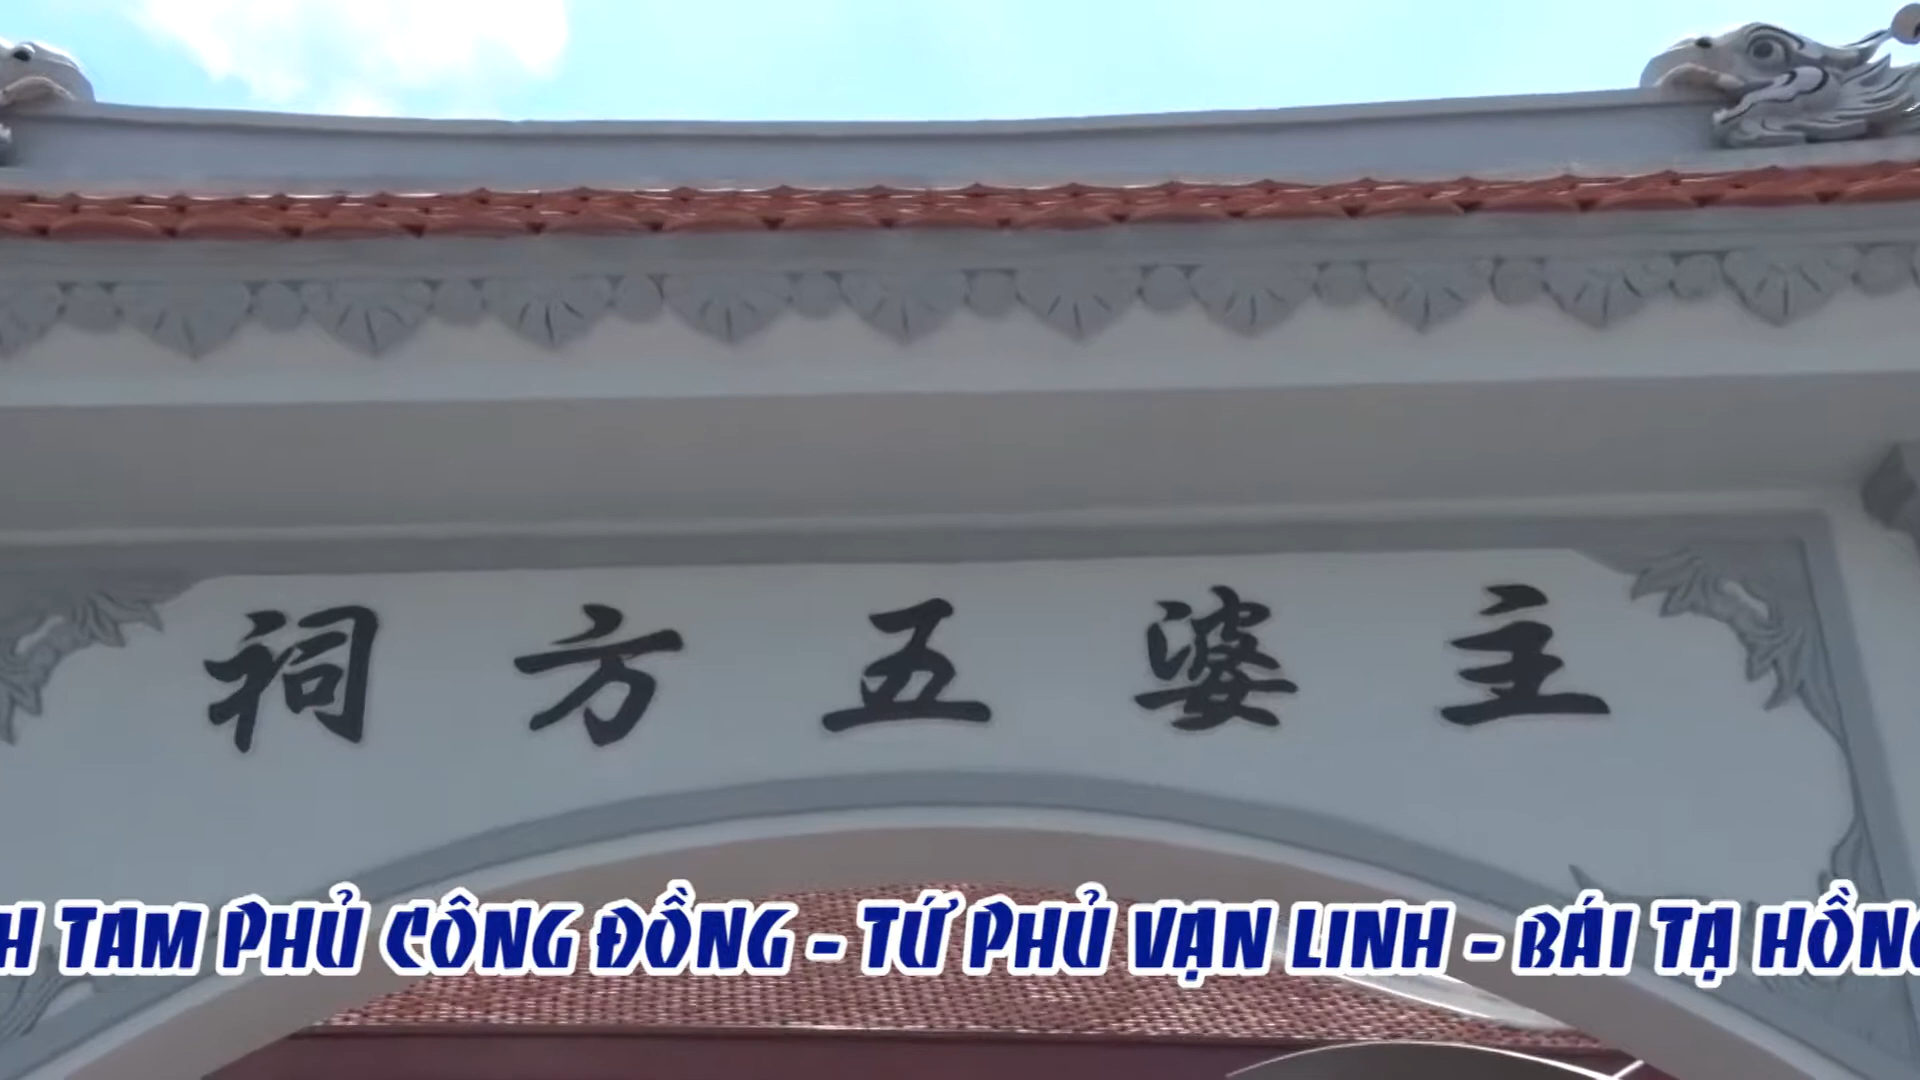 主婆五方祠
H TAM PHỦ CÔNG ĐỒNG - TỨ PHỦ VẠN LINH - BÁI TẠ HỒNG